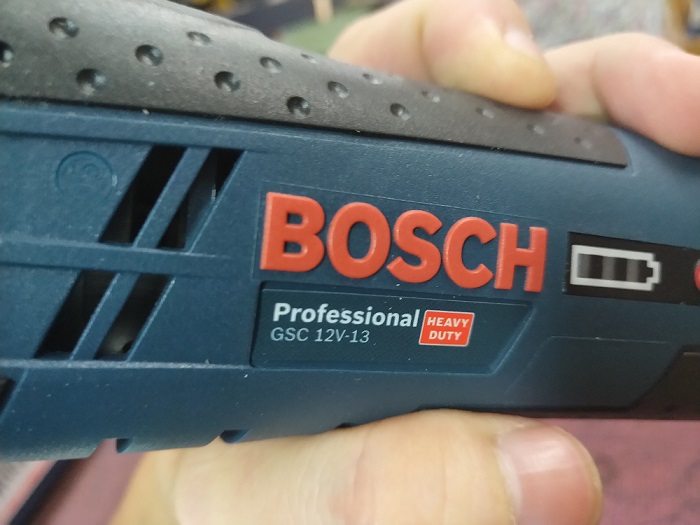 BOSCH
Professional
HEAVY
DUTY
GSC 12V-13